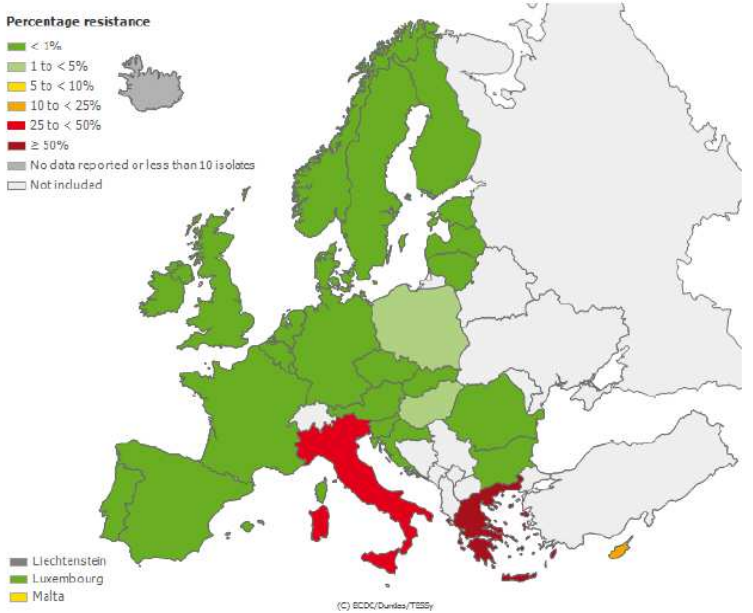 Percentage resistance
< 1%
1 to < 5%
5 to < 10%
10 to < 25%
25 to < 50%
≥ 50%
No data reported or less than 10 isolates
Not included
Liechtenstein
Luxembourg
Malta
(C) ECDC/Dundas/TESSy